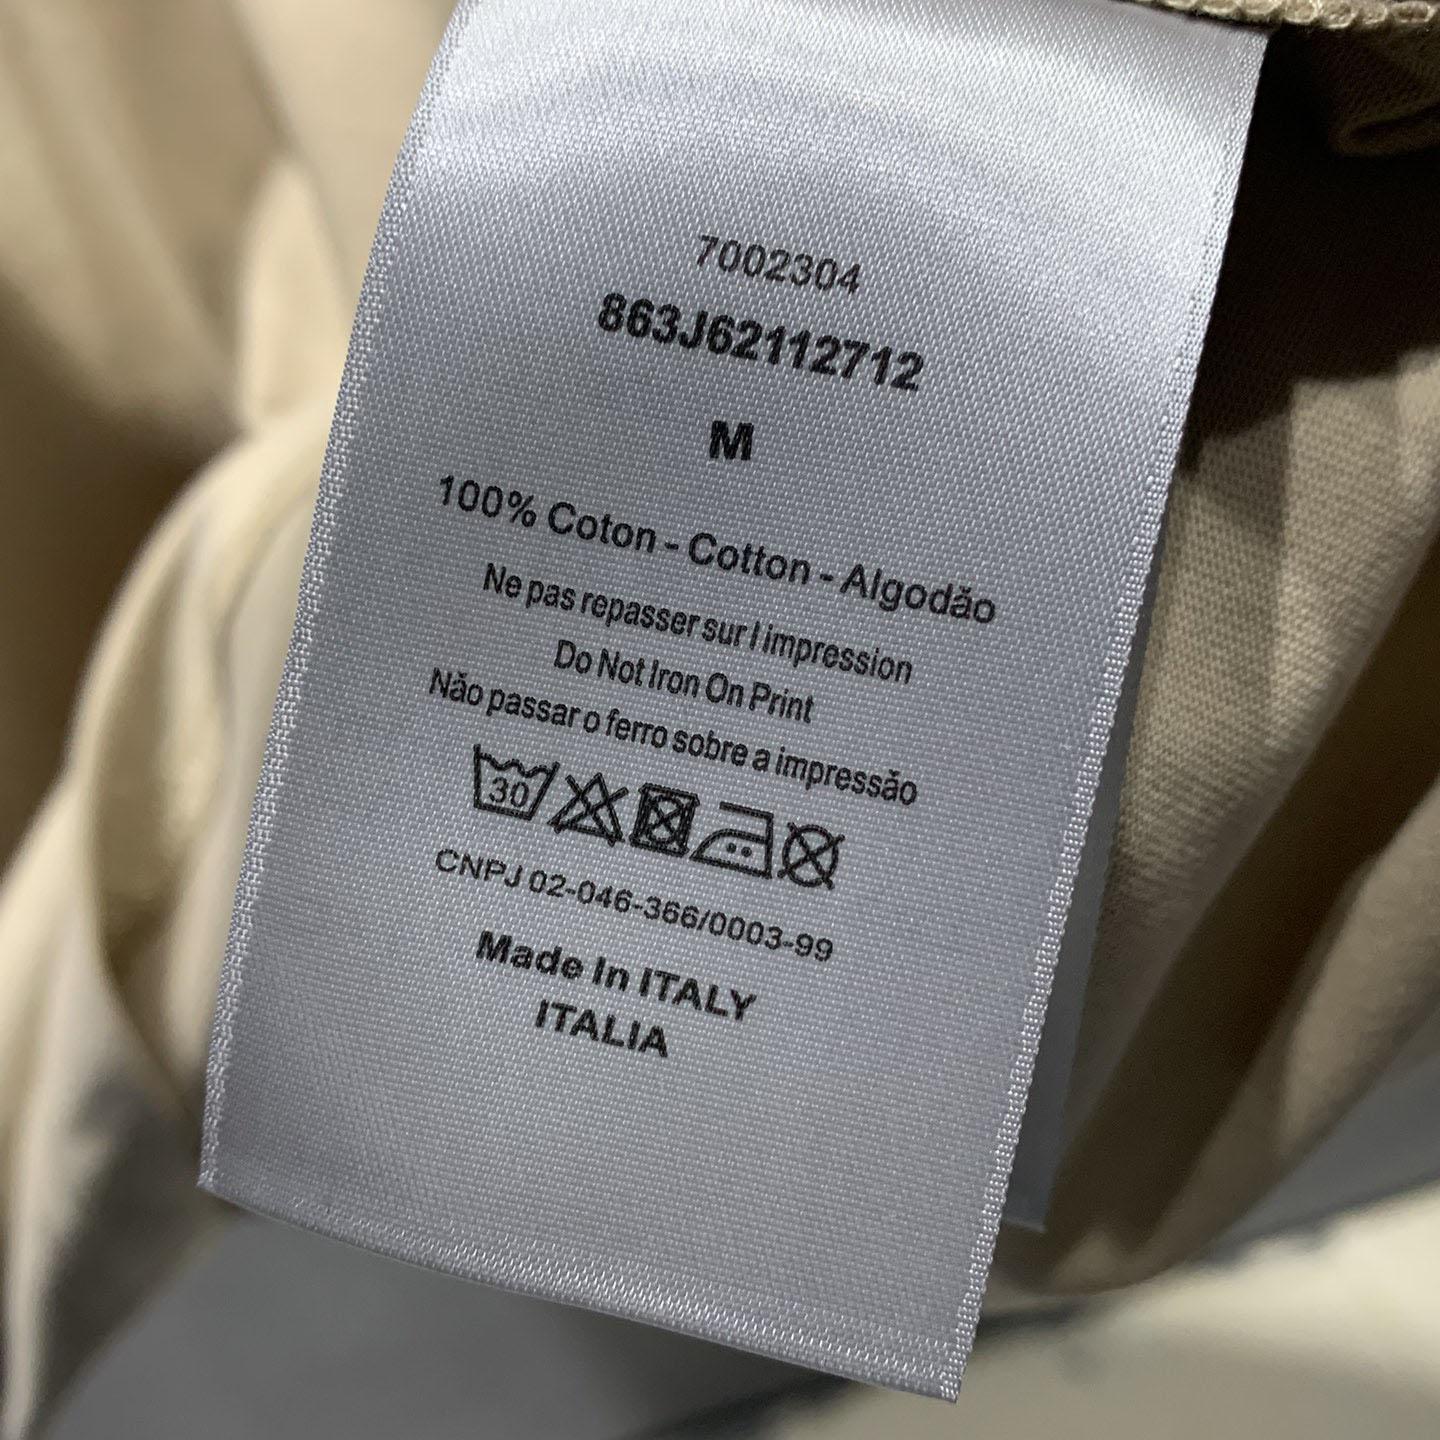 7002304
863J62112712
M
100% Coton - Cotton - Algodão
Ne pas repasser sur l impression
Do Not Iron On Print
Não passar o ferro sobre a impressão
30
CNPJ 02-046-366/0003-99
Made In ITALY
ITALIA